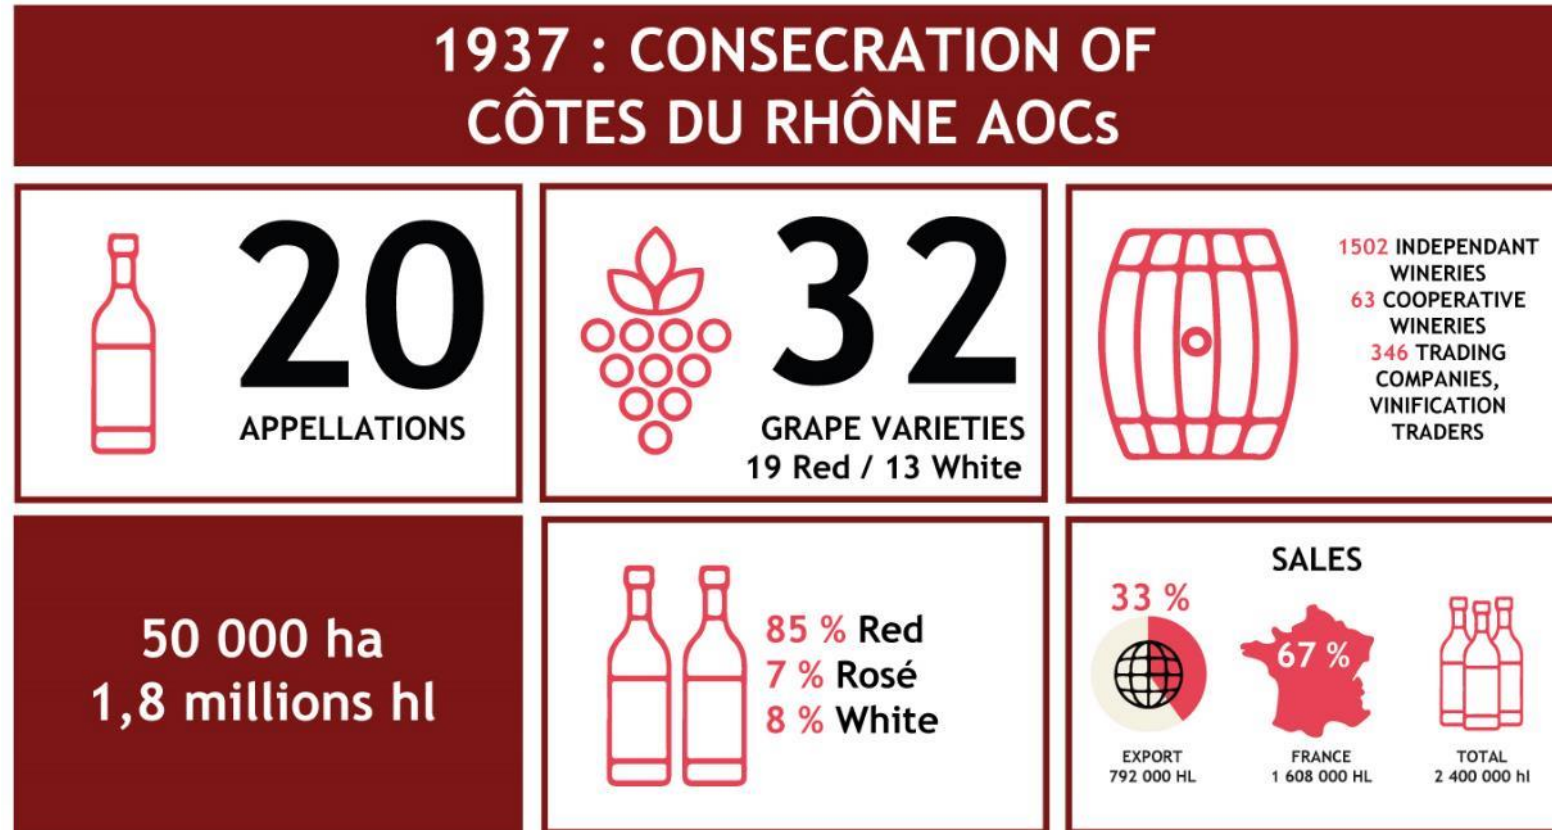 1937 : CONSECRATION OF
CÔTES DU RHÔNE AOCs
20
APPELLATIONS
32
GRAPE VARIETIES
19 Red / 13 White
1502 INDEPENDANT
WINERIES
63 COOPERATIVE
WINERIES
346 TRADING
COMPANIES,
VINIFICATION
TRADERS
50 000 ha
1,8 millions hl
85 % Red
7 % Rosé
8 % White
SALES
33 %
EXPORT
792 000 HL
67 %
FRANCE
1 608 000 HL
TOTAL
2 400 000 hl